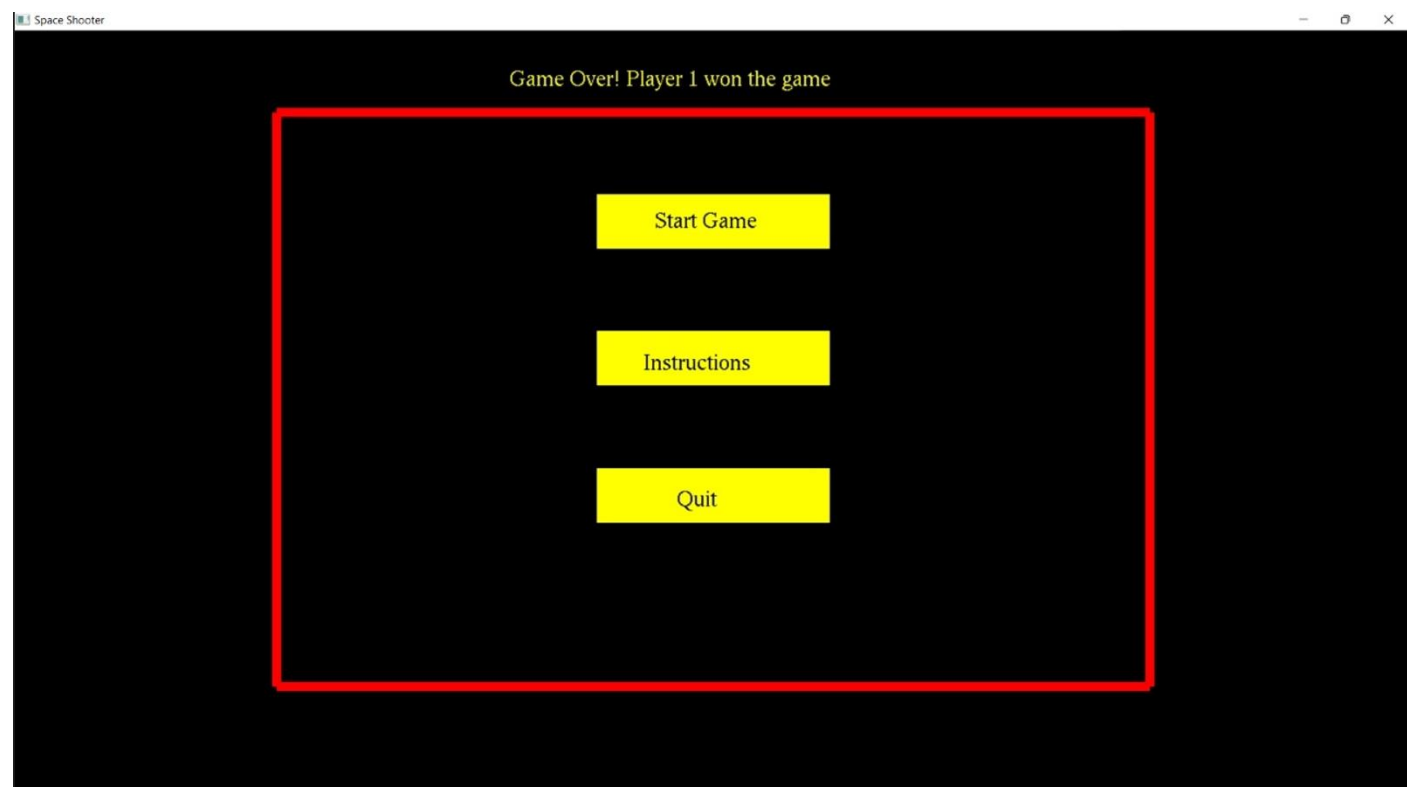 Space Shooter
Game Over! Player 1 won the game
Start Game
Instructions
Quit